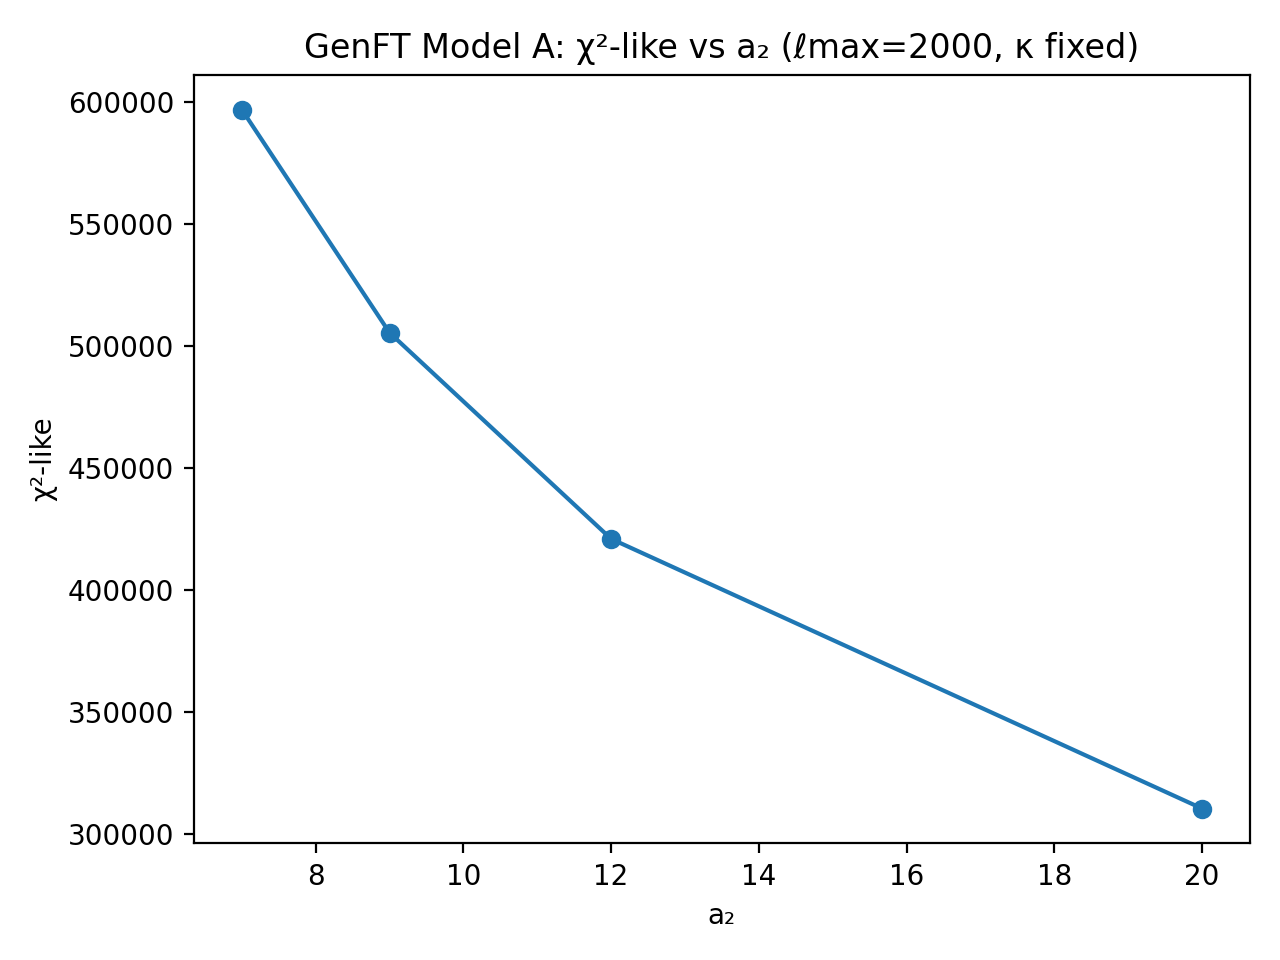 GenFT Model A: χ²-like vs a₂ (ℓmax=2000, κ fixed)
600000
550000
500000
450000
400000
350000
300000
χ²-like
8 10 12 14 16 18 20
a₂